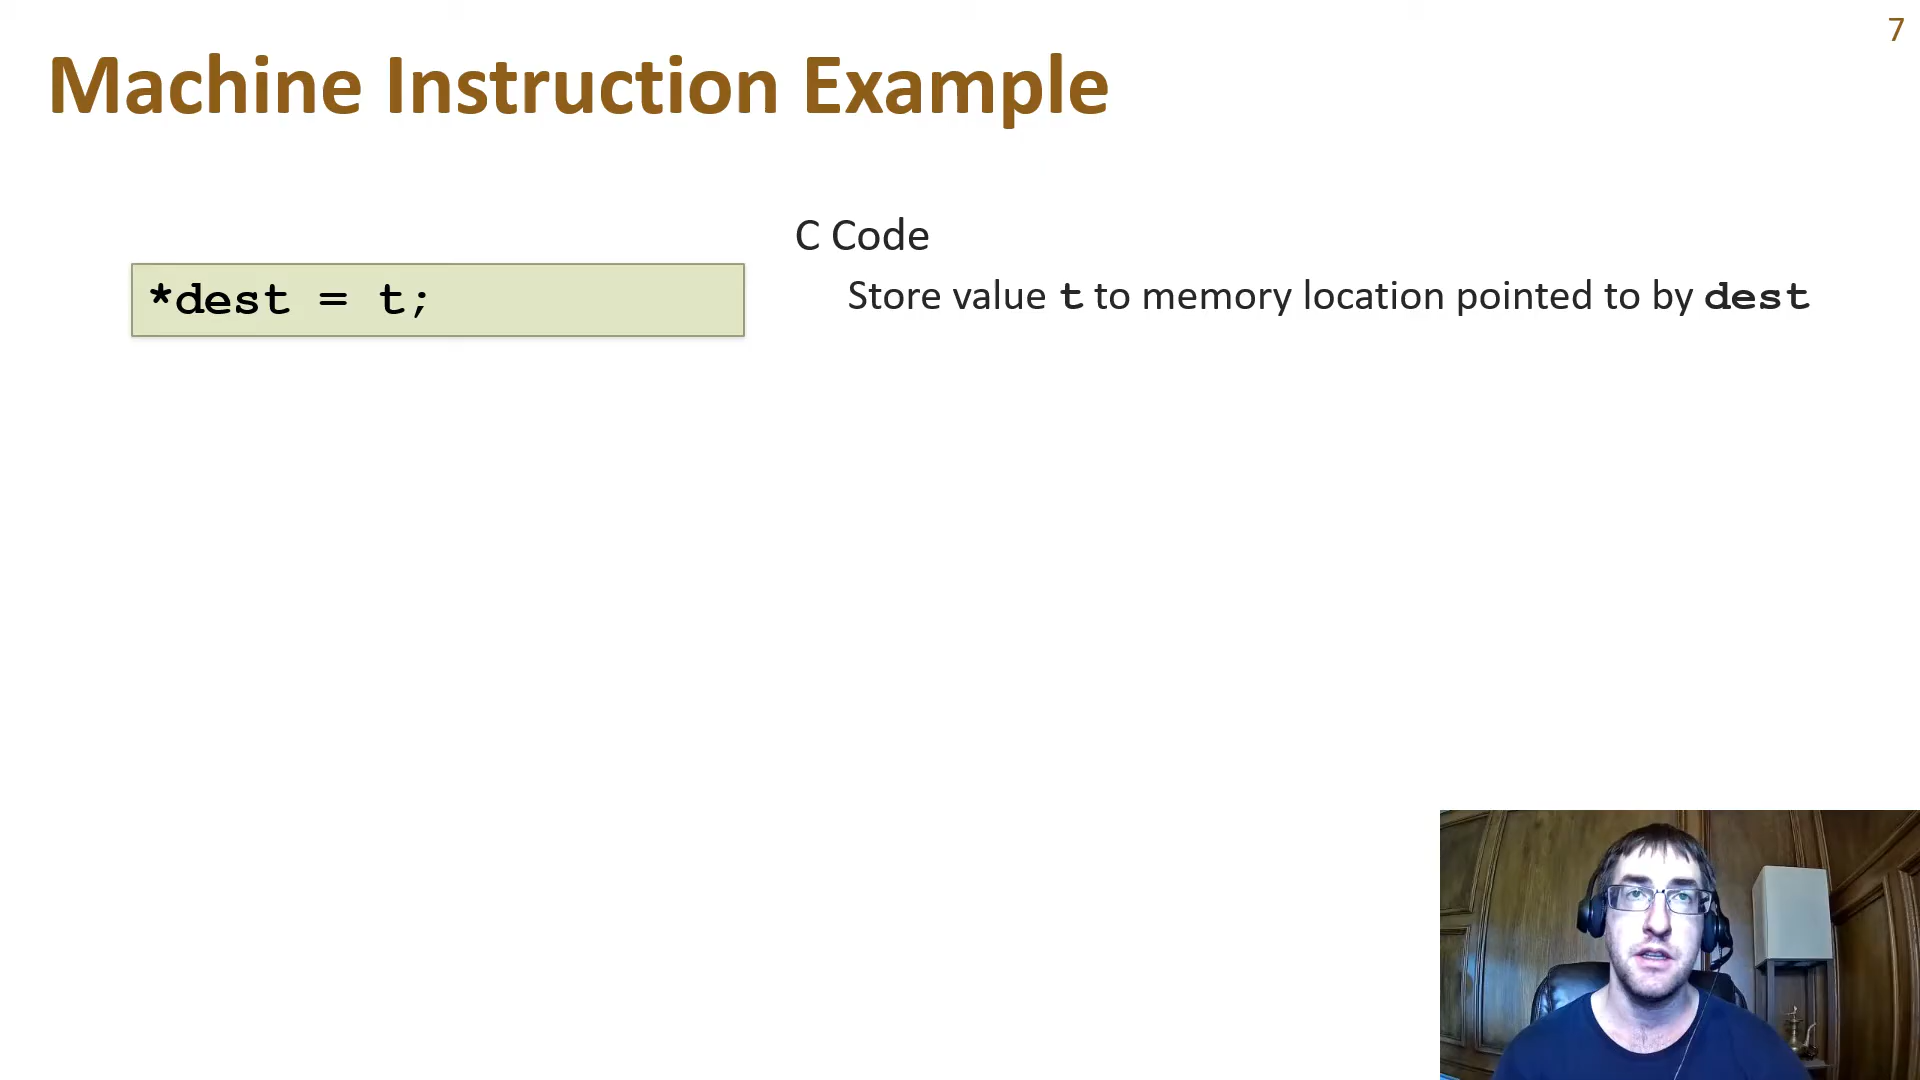 7
Machine Instruction Example
C Code
*dest = t;
Store value t to memory location pointed to by dest